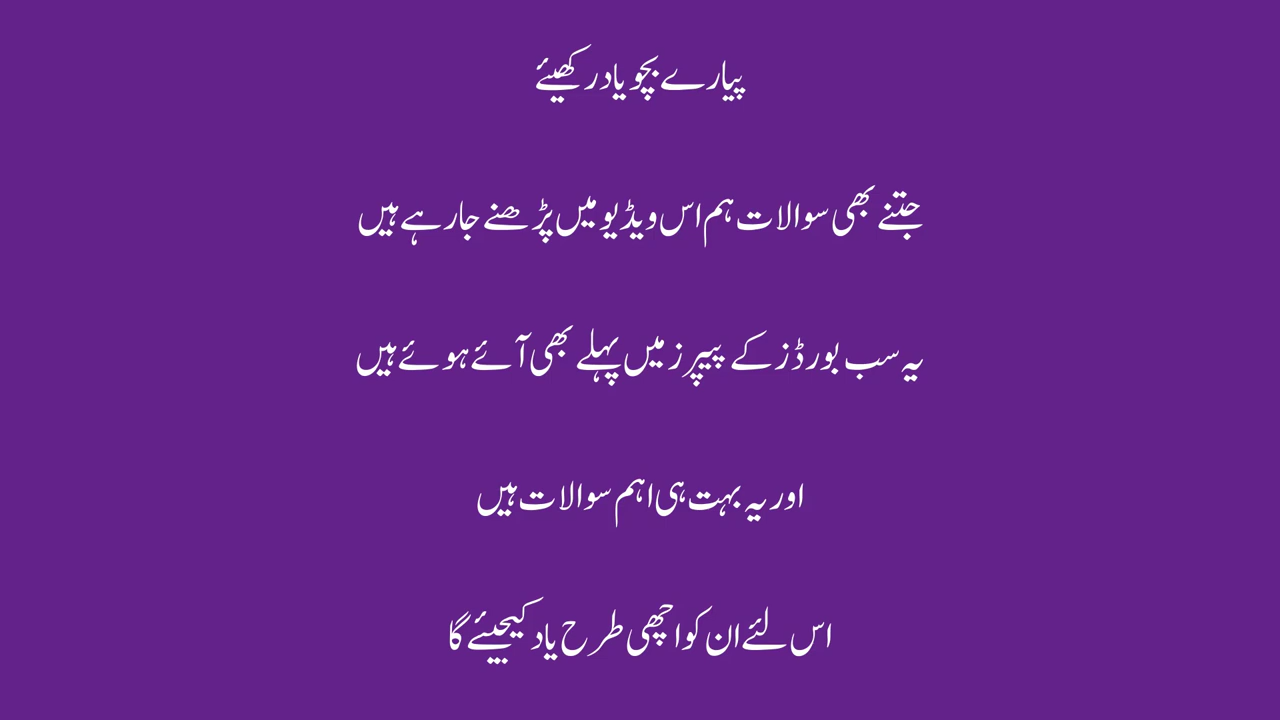 پیارے بچو یاد رکھیئے
جتنے بھی سوالات ہم اس ویڈیو میں پڑھنے جارہے ہیں
یہ سب بورڈز کے پیپرز میں پہلے بھی آئے ہوئے ہیں
اور یہ بہت ہی اہم سوالات ہیں
اس لئے ان کو اچھی طرح یاد کیجیئے گا